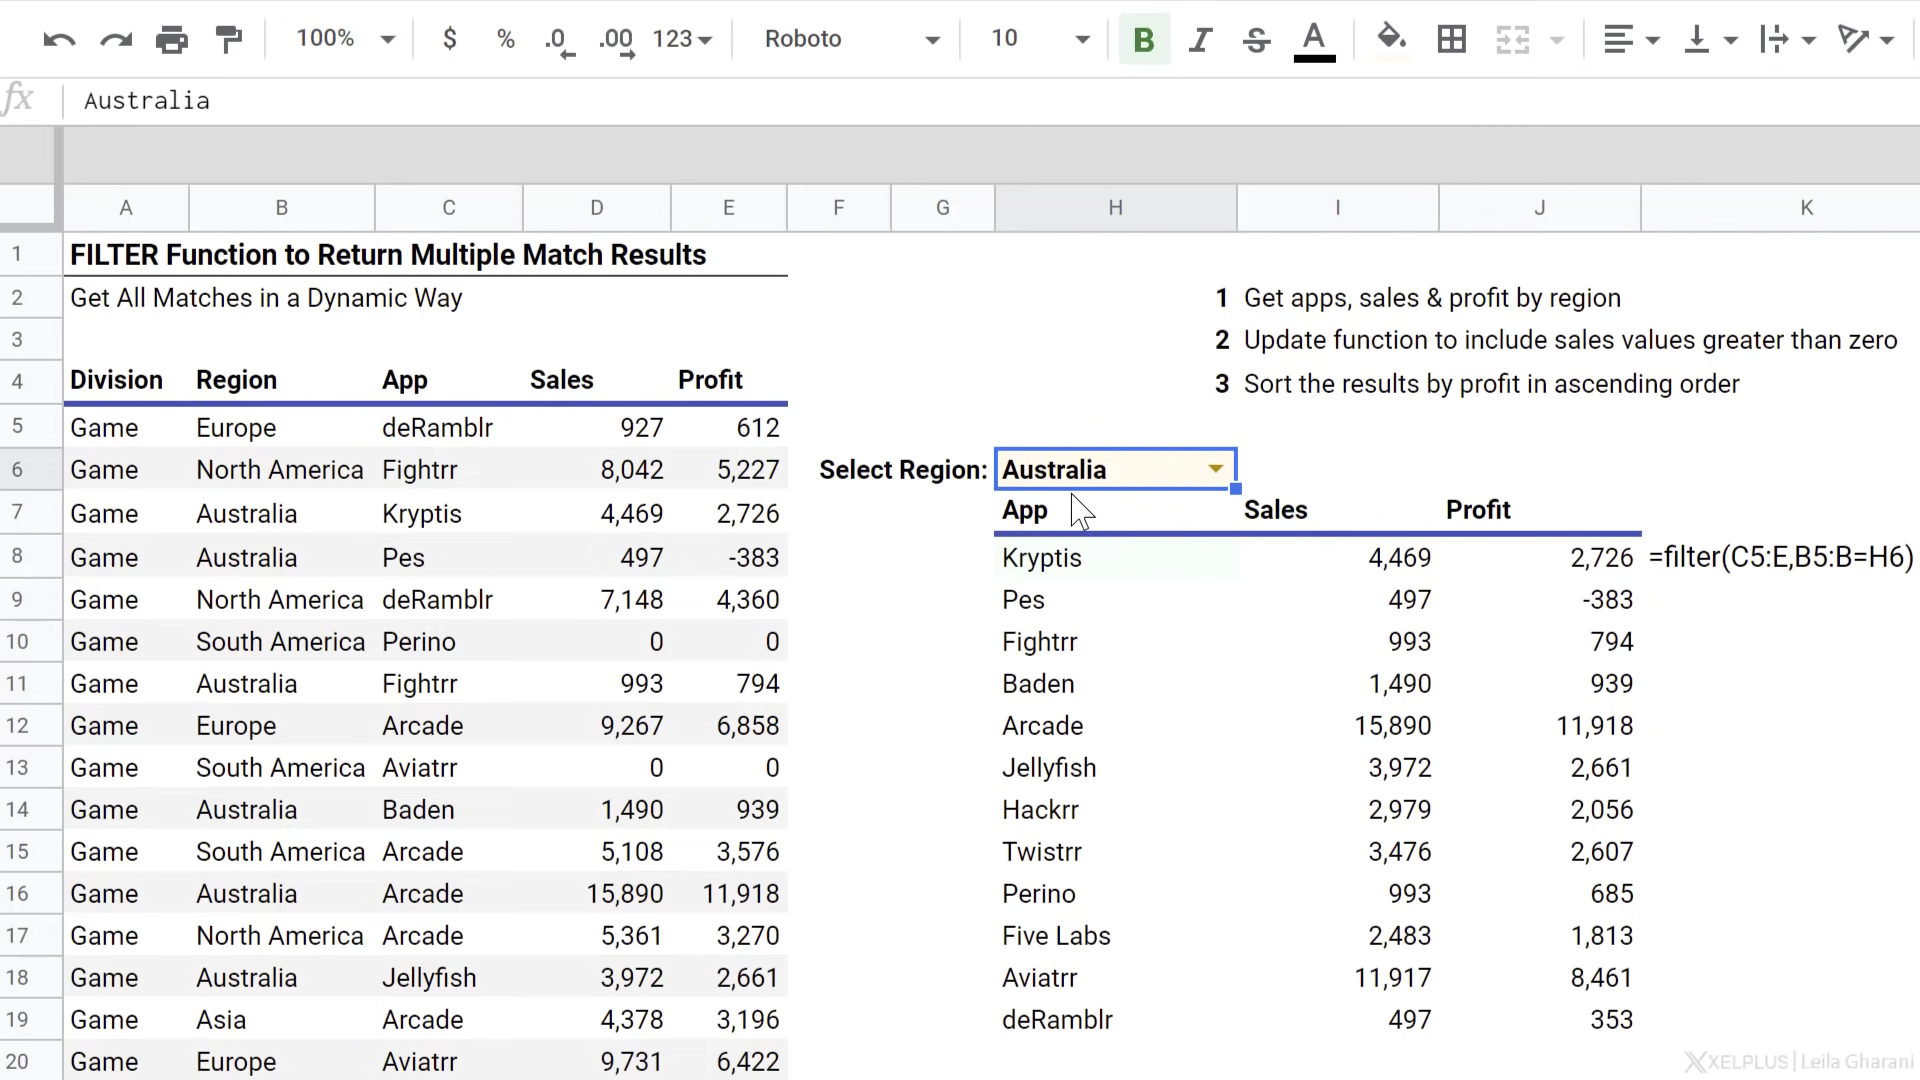 100% $ % .0 .00 123 Roboto 10 B I S A
fx Australia
A B C D E F G H I J K
1 FILTER Function to Return Multiple Match Results
2 Get All Matches in a Dynamic Way 1 Get apps, sales & profit by region
3 2 Update function to include sales values greater than zero
4 Division Region App Sales Profit 3 Sort the results by profit in ascending order
5 Game Europe deRamblr 927 612
6 Game North America Fightrr 8,042 5,227 Select Region: Australia
7 Game Australia Kryptis 4,469 2,726 App Sales Profit
8 Game Australia Pes 497 -383 Kryptis 4,469 2,726 =filter(C5:E,B5:B=H6)
9 Game North America deRamblr 7,148 4,360 Pes 497 -383
10 Game South America Perino 0 0 Fightrr 993 794
11 Game Australia Fightrr 993 794 Baden 1,490 939
12 Game Europe Arcade 9,267 6,858 Arcade 15,890 11,918
13 Game South America Aviatrr 0 0 Jellyfish 3,972 2,661
14 Game Australia Baden 1,490 939 Hackrr 2,979 2,056
15 Game South America Arcade 5,108 3,576 Twistrr 3,476 2,607
16 Game Australia Arcade 15,890 11,918 Perino 993 685
17 Game North America Arcade 5,361 3,270 Five Labs 2,483 1,813
18 Game Australia Jellyfish 3,972 2,661 Aviatrr 11,917 8,461
19 Game Asia Arcade 4,378 3,196 deRamblr 497 353
20 Game Europe Aviatrr 9,731 6,422
XELPLUS | Leila Gharani